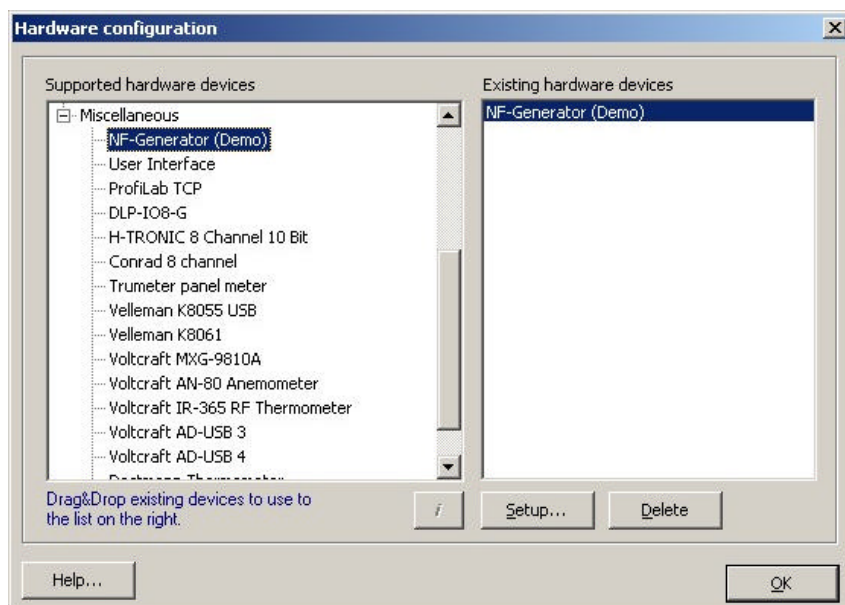 Hardware configuration
Supported hardware devices
Existing hardware devices
Miscellaneous
NF-Generator (Demo)
User Interface
ProfiLab TCP
DLP-IO8-G
H-TRONIC 8 Channel 10 Bit
Conrad 8 channel
Trumeter panel meter
Velleman K8055 USB
Velleman K8061
Voltcraft MXG-9810A
Voltcraft AN-80 Anemometer
Voltcraft IR-365 RF Thermometer
Voltcraft AD-USB 3
Voltcraft AD-USB 4
NF-Generator (Demo)
Drag&Drop existing devices to use to
the list on the right.
i
Setup...
Delete
Help...
OK